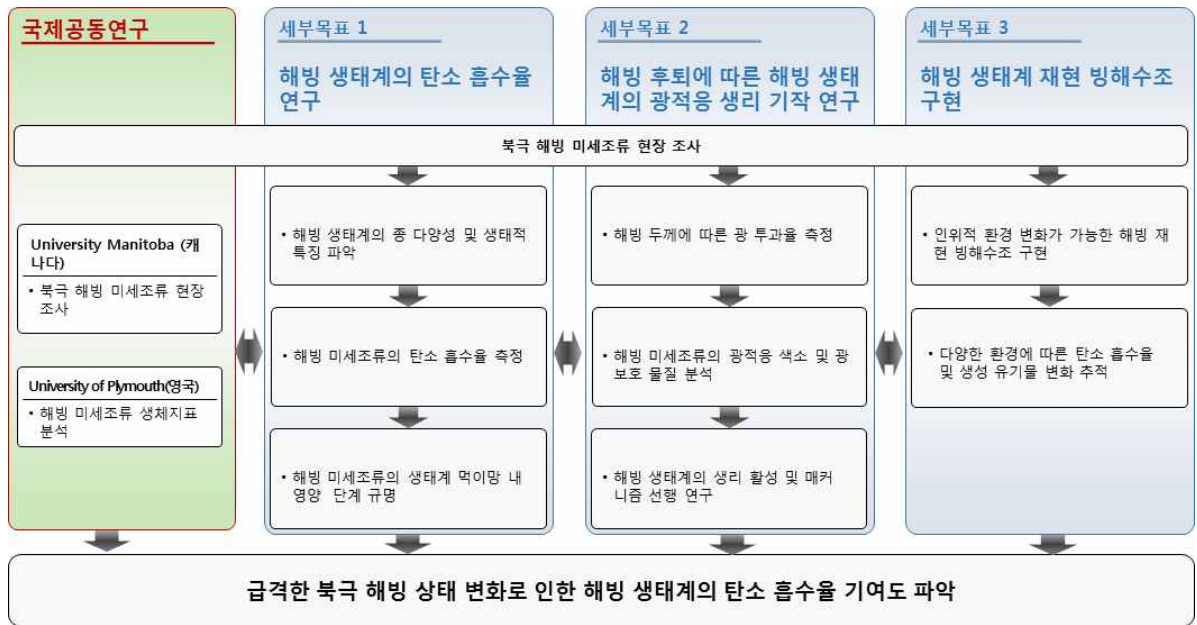 국제공동연구
세부목표 1
해빙 생태계의 탄소 흡수율
연구
세부목표 2
해빙 후퇴에 따른 해빙 생태
계의 광적응 생리 기작 연구
세부목표 3
해빙 생태계 재현 빙해수조
구현
북극 해빙 미세조류 현장 조사
University Manitoba (캐
나다)
• 북극 해빙 미세조류 현장
조사
University of Plymouth(영국)
• 해빙 미세조류 생체지표
분석
• 해빙 생태계의 종 다양성 및 생태적
특징 파악
• 해빙 미세조류의 탄소 흡수율 측정
• 해빙 미세조류의 생태계 먹이망 내
영양 단계 규명
• 해빙 두께에 따른 광 투과율 측정
• 해빙 미세조류의 광적응 색소 및 광
보호 물질 분석
• 해빙 생태계의 생리 활성 및 매커
니즘 선행 연구
• 인위적 환경 변화가 가능한 해빙 재
현 빙해수조 구현
• 다양한 환경에 따른 탄소 흡수율
및 생성 유기물 변화 추적
급격한 북극 해빙 상태 변화로 인한 해빙 생태계의 탄소 흡수율 기여도 파악